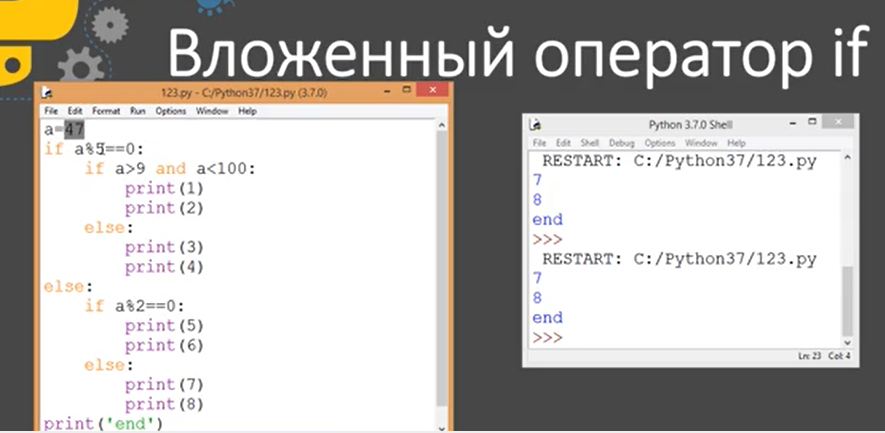 Вложенный оператор if
123.py - C:/Python37/123.py (3.7.0)
File Edit Format Run Options Window Help
a=47
if a%5==0:
    if a>9 and a<100:
        print(1)
        print(2)
    else:
        print(3)
        print(4)
else:
    if a%2==0:
        print(5)
        print(6)
    else:
        print(7)
        print(8)
print('end')
Python 3.7.0 Shell
File Edit Shell Debug Options Window Help
RESTART: C:/Python37/123.py
7
8
end
>>>
RESTART: C:/Python37/123.py
7
8
end
>>>
Ln: 23 Col: 4